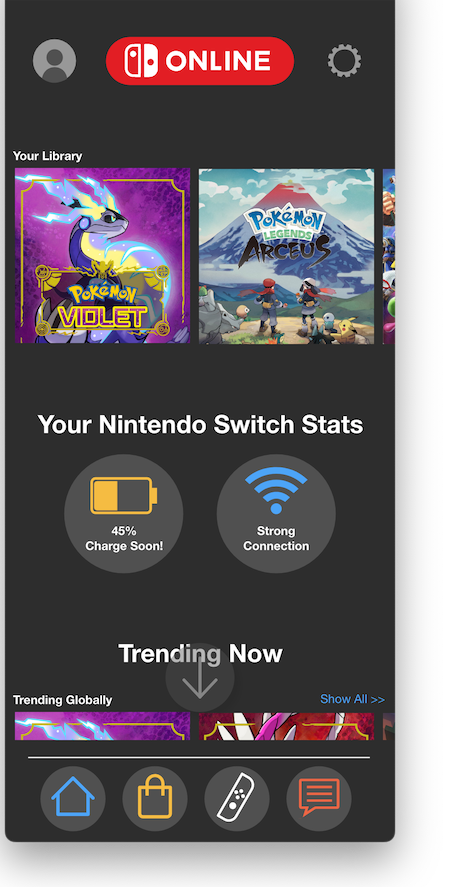 ONLINE
Your Library
POKÉMON
VIOLET
POKÉMON
LEGENDS
ARCEUS
Your Nintendo Switch Stats
45%
Charge Soon!
Strong
Connection
Trending Now
Trending Globally
Show All >>